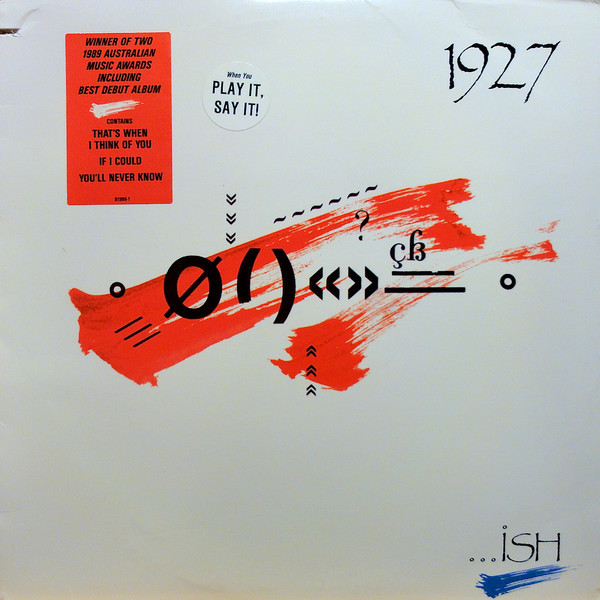 WINNER OF TWO
1989 AUSTRALIAN
MUSIC AWARDS
INCLUDING
BEST DEBUT ALBUM
CONTAINS
THAT'S WHEN
I THINK OF YOU
IF I COULD
YOU'LL NEVER KNOW
When You
PLAY IT,
SAY IT!
1927
?
çß
Ø()«»
...iSH